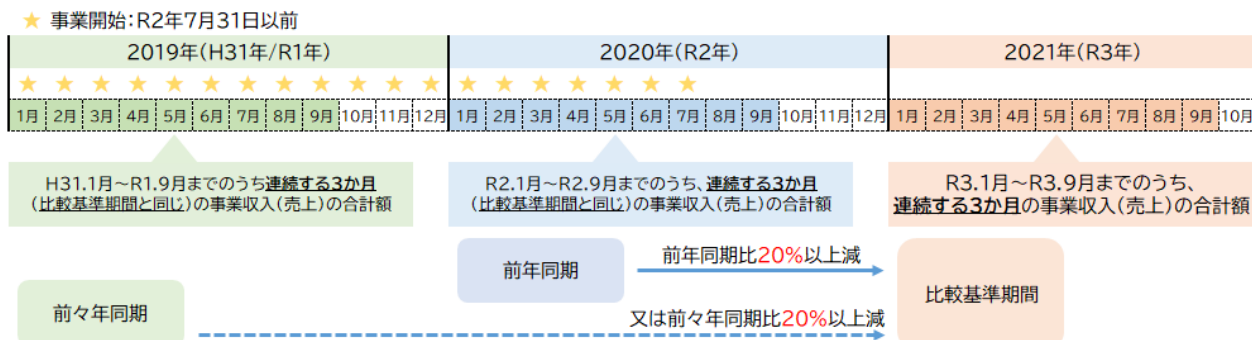 ★ 事業開始：R2年7月31日以前
2019年(H31年/R1年) 2020年(R2年) 2021年(R3年)
★ ★ ★ ★ ★ ★ ★ ★ ★ ★ ★ ★ ★ ★ ★ ★ ★ ★ ★
1月 2月 3月 4月 5月 6月 7月 8月 9月 10月 11月 12月 1月 2月 3月 4月 5月 6月 7月 8月 9月 10月 11月 12月 1月 2月 3月 4月 5月 6月 7月 8月 9月 10月
H31.1月～R1.9月までのうち連続する3か月
(比較基準期間と同じ)の事業収入(売上)の合計額
R2.1月～R2.9月までのうち、連続する3か月
(比較基準期間と同じ)の事業収入(売上)の合計額
R3.1月～R3.9月までのうち、
連続する3か月の事業収入(売上)の合計額
前年同期
前年同期比20%以上減
比較基準期間
前々年同期
又は前々年同期比20%以上減